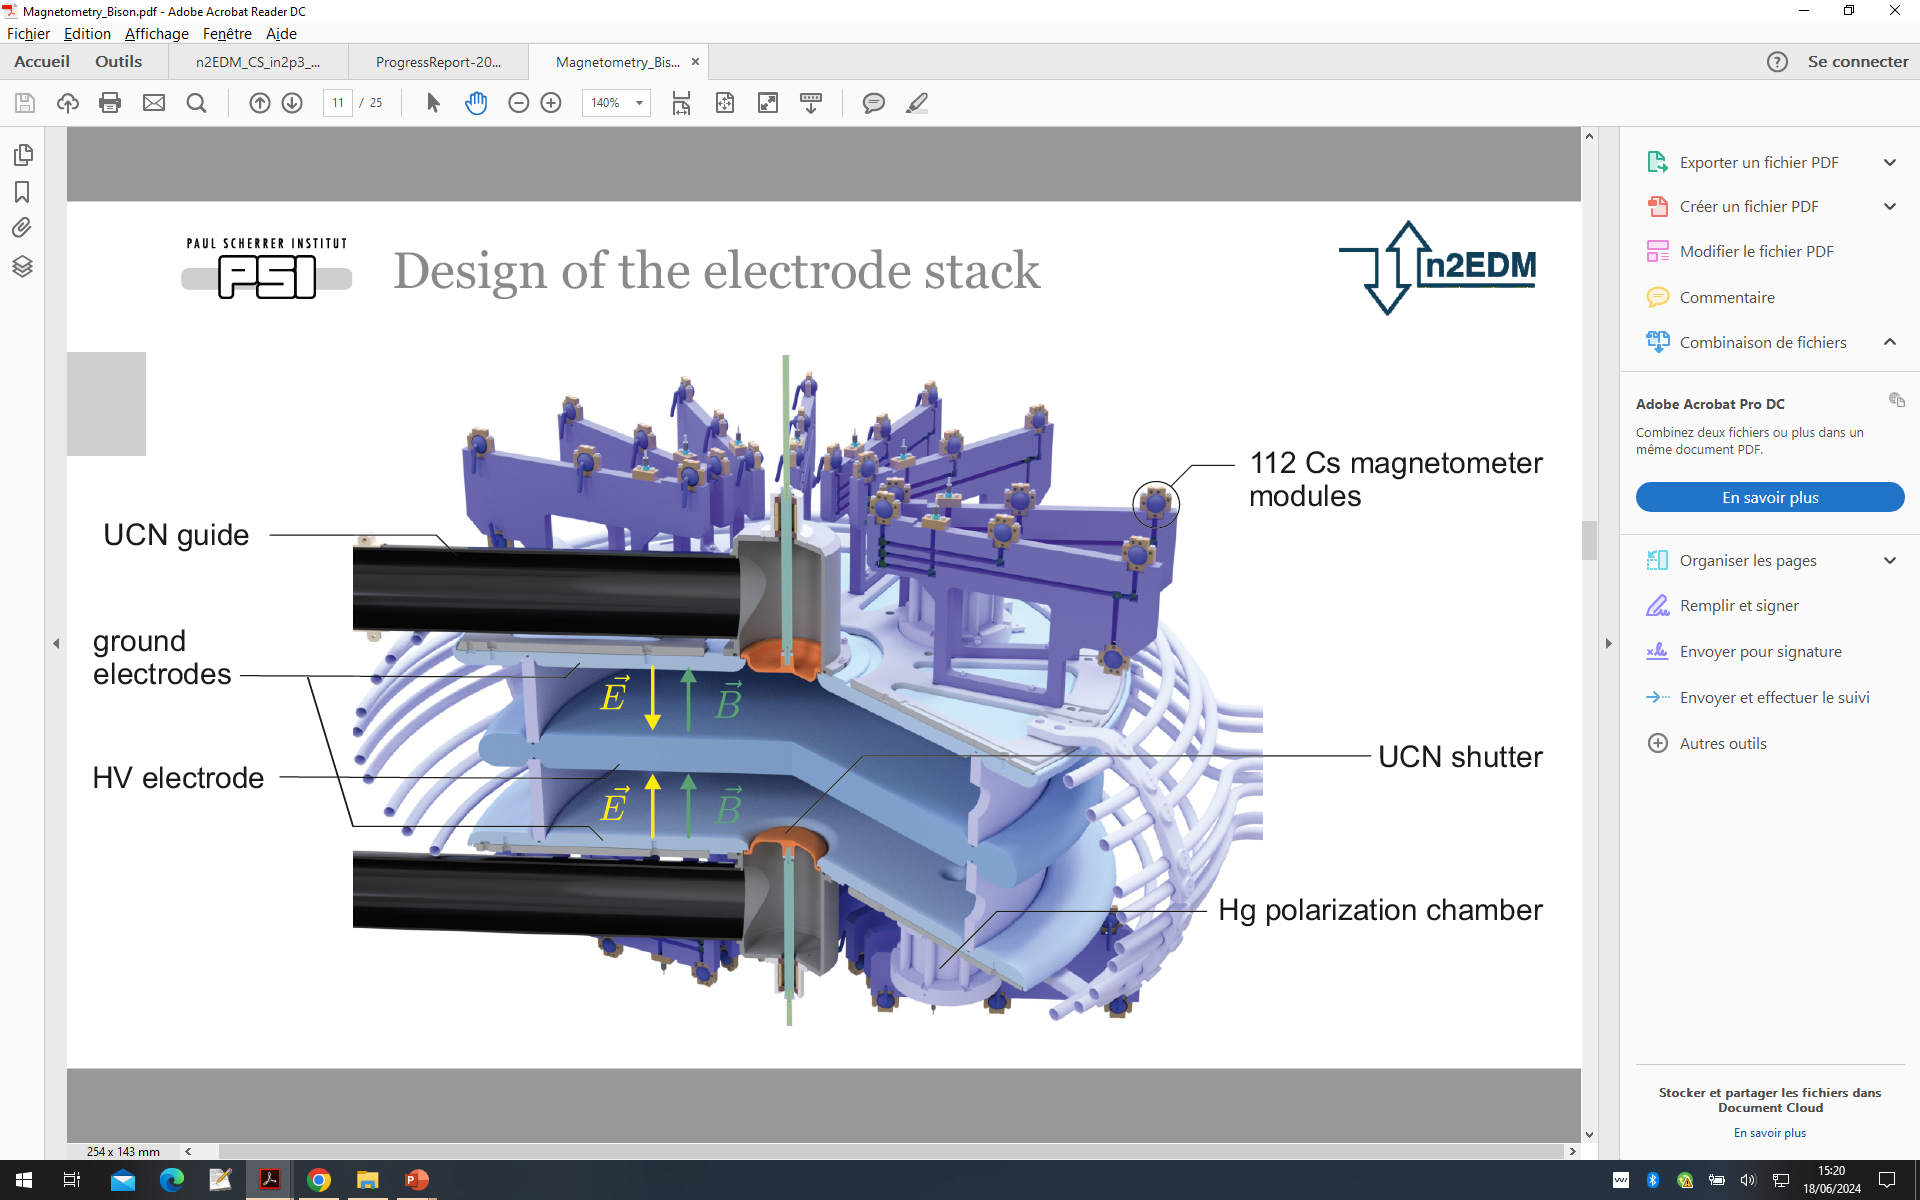 Magnetometry_Bison.pdf - Adobe Acrobat Reader DC
Fichier Edition Affichage Fenêtre Aide
Accueil Outils n2EDM_CS_in2p3_... ProgressReport-20... Magnetometry_Bis... × Se connecter
11 / 25 140%
PAUL SCHERRER INSTITUT
PSI
Design of the electrode stack
n2EDM
112 Cs magnetometer
modules
UCN guide
ground
electrodes
E B
HV electrode
E B
UCN shutter
Hg polarization chamber
Exporter un fichier PDF
Créer un fichier PDF
Modifier le fichier PDF
Commentaire
Combinaison de fichiers
Adobe Acrobat Pro DC
Combinez deux fichiers ou plus dans un
même document PDF.
En savoir plus
Organiser les pages
Remplir et signer
Envoyer pour signature
Envoyer et effectuer le suivi
Autres outils
Stocker et partager les fichiers dans
Document Cloud
En savoir plus
254 x 143 mm
15:20
18/06/2024